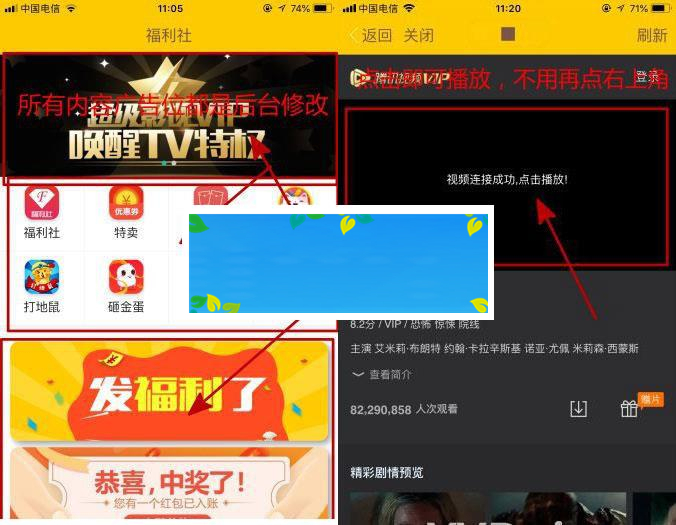 中国电信
11:05
74%
福利社
所有内容、告位都是后台修改
超级影视VIP
唤醒TV特权
福利社
优惠券
福利社
特卖
打地鼠
砸金蛋
发福利了
恭喜，中奖了！
您有一个红包已入账
中国电信
11:20
71%
返回
关闭
刷新
腾讯视频VIP
登录
点击即可播放，不用再点右上角
视频连接成功,点击播放!
8.2分 / VIP / 恐怖 惊悚 院线
主演 艾米莉·布朗特 约翰·卡拉辛斯基 诺亚·尤佩 米莉森·西蒙斯
查看简介
82,290,858 人次观看
赠片
精彩剧情预览